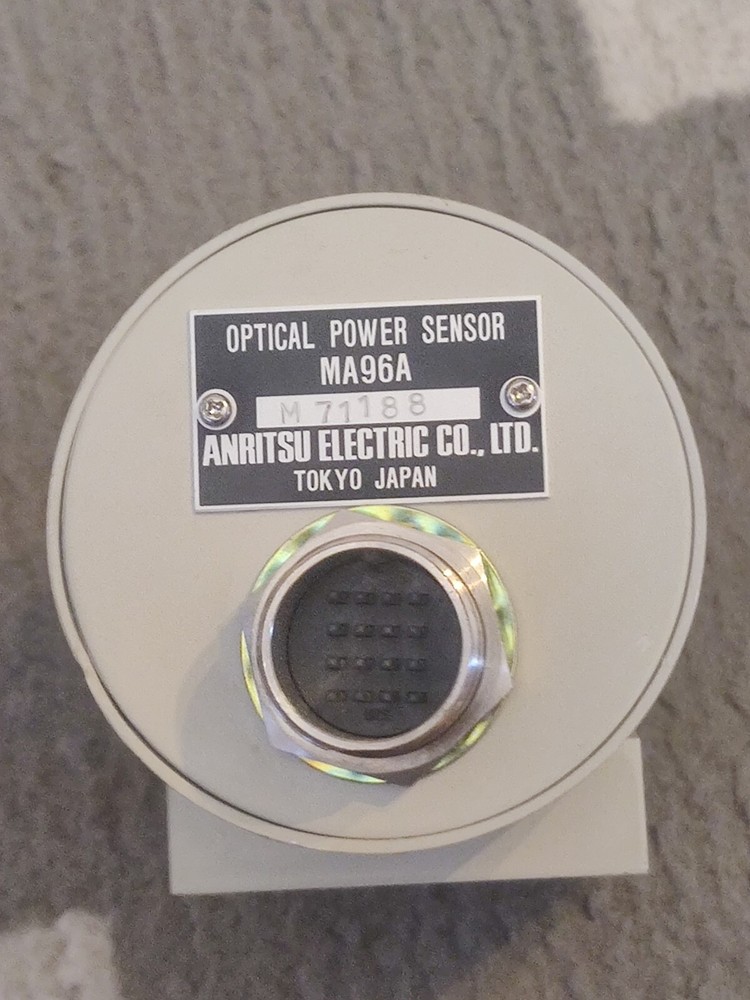 OPTICAL POWER SENSOR
MA96A
M 71188
ANRITSU ELECTRIC CO., LTD.
TOKYO JAPAN